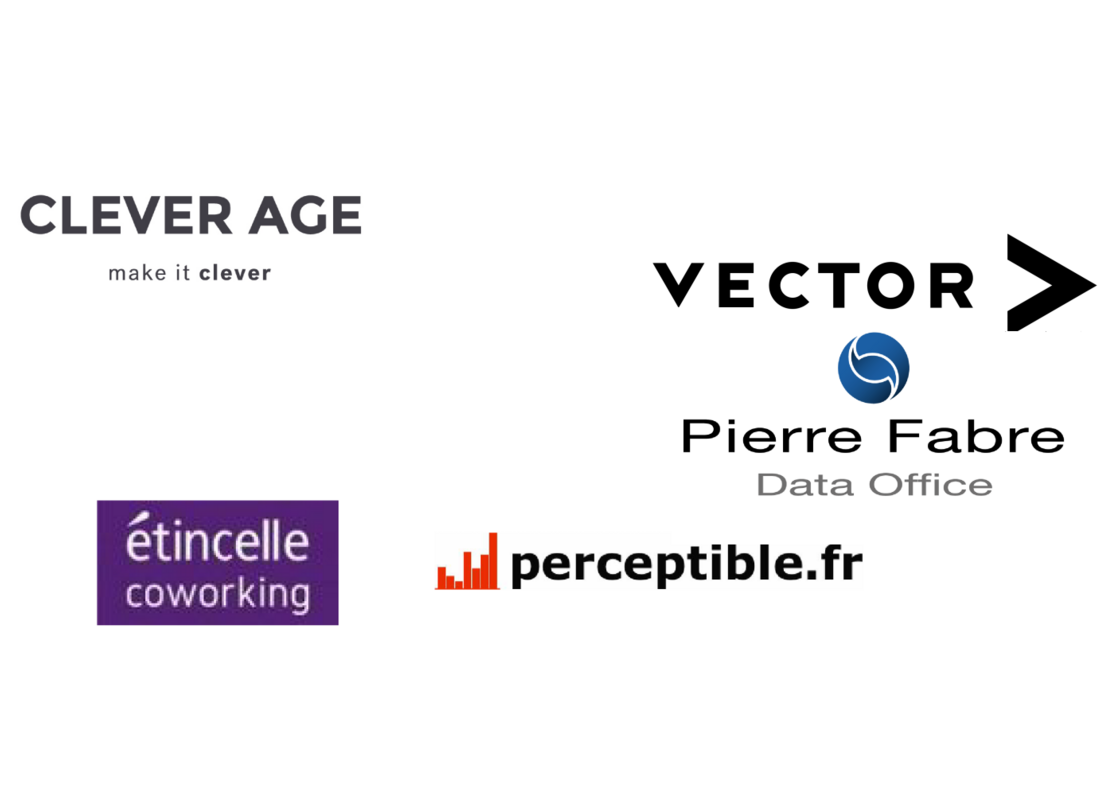 CLEVER AGE
make it clever
VECTOR
Pierre Fabre
Data Office
étincelle
coworking
perceptible.fr